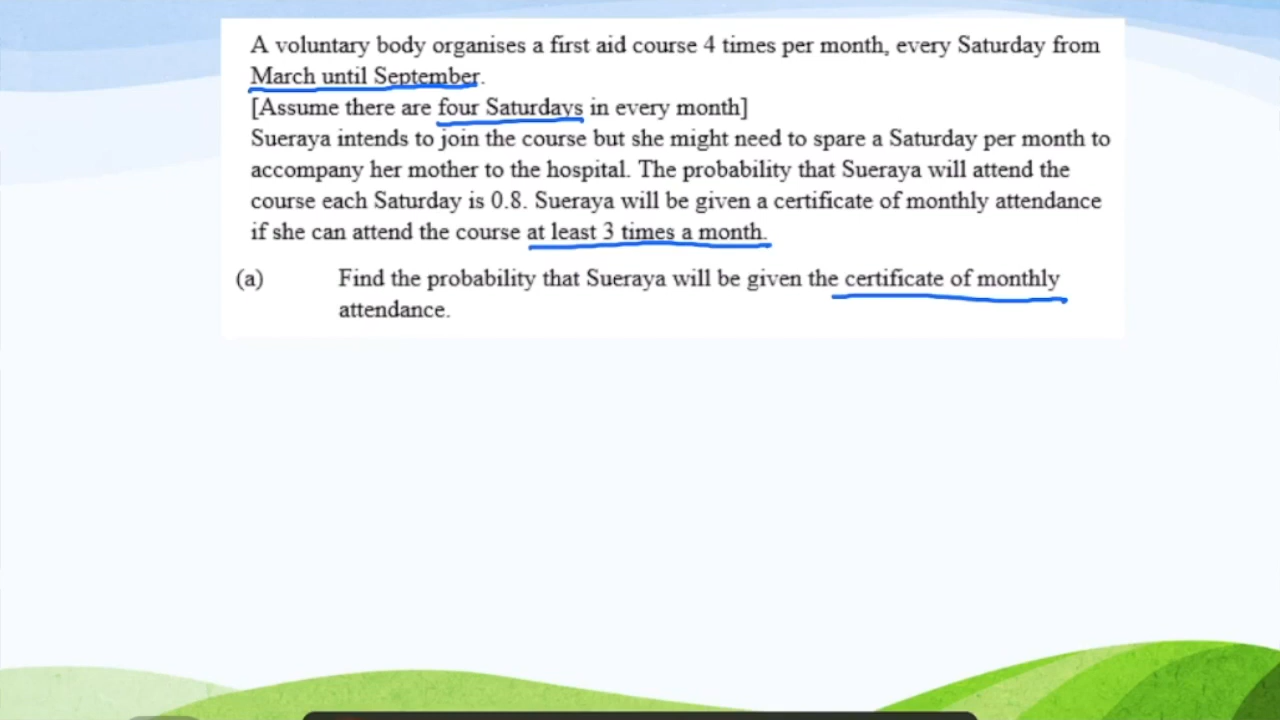 A voluntary body organises a first aid course 4 times per month, every Saturday from
March until September.
[Assume there are four Saturdays in every month]
Sueraya intends to join the course but she might need to spare a Saturday per month to
accompany her mother to the hospital. The probability that Sueraya will attend the
course each Saturday is 0.8. Sueraya will be given a certificate of monthly attendance
if she can attend the course at least 3 times a month.
(a) Find the probability that Sueraya will be given the certificate of monthly
attendance.